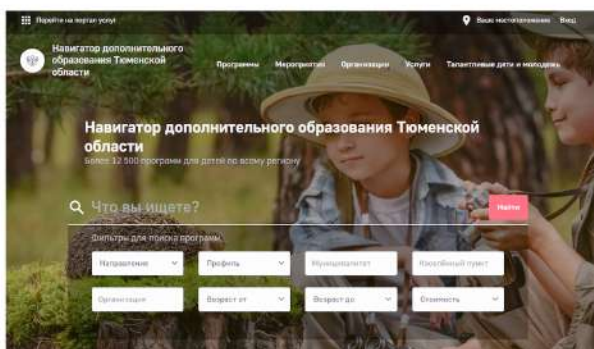 Перейти на портал услуг
Ваше местоположение Вход
Навигатор дополнительного
образования Тюменской
области
Программы Мероприятия Организации Услуги Талантливые дети и молодежь
Навигатор дополнительного образования Тюменской
области
Более 12 500 программ для детей по всему региону
Что вы ищете?
Найти
Фильтры для поиска программ
Направление Профиль Муниципалитет Населённый пункт
Организация Возраст от Возраст до Стоимость